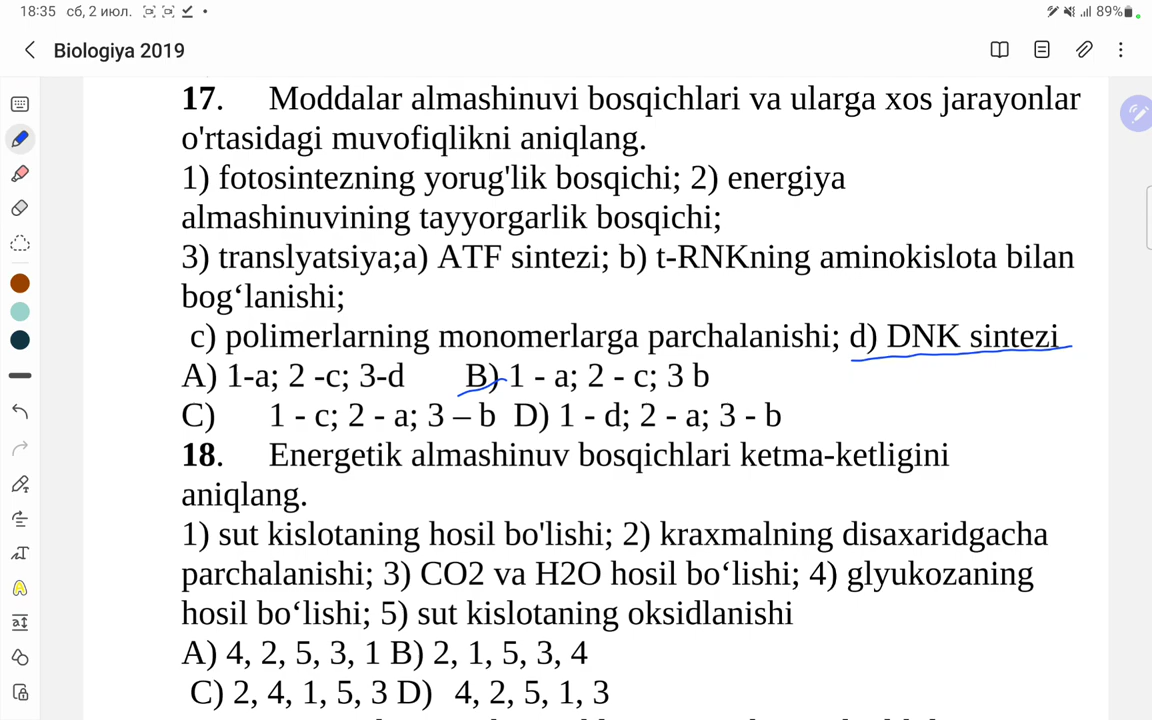 18:35 сб, 2 июл. 89%
Biologiya 2019
17. Moddalar almashinuvi bosqichlari va ularga xos jarayonlar
o'rtasidagi muvofiqlikni aniqlang.
1) fotosintezning yorug'lik bosqichi; 2) energiya
almashinuvining tayyorgarlik bosqichi;
3) translyatsiya;a) ATF sintezi; b) t-RNKning aminokislota bilan
bog‘lanishi;
c) polimerlarning monomerlarga parchalanishi; d) DNK sintezi
A) 1-a; 2 -c; 3-d B) 1 - a; 2 - c; 3 b
C) 1 - c; 2 - a; 3 – b D) 1 - d; 2 - a; 3 - b
18. Energetik almashinuv bosqichlari ketma-ketligini
aniqlang.
1) sut kislotaning hosil bo'lishi; 2) kraxmalning disaxaridgacha
parchalanishi; 3) CO2 va H2O hosil bo‘lishi; 4) glyukozaning
hosil bo‘lishi; 5) sut kislotaning oksidlanishi
A) 4, 2, 5, 3, 1 B) 2, 1, 5, 3, 4
C) 2, 4, 1, 5, 3 D) 4, 2, 5, 1, 3